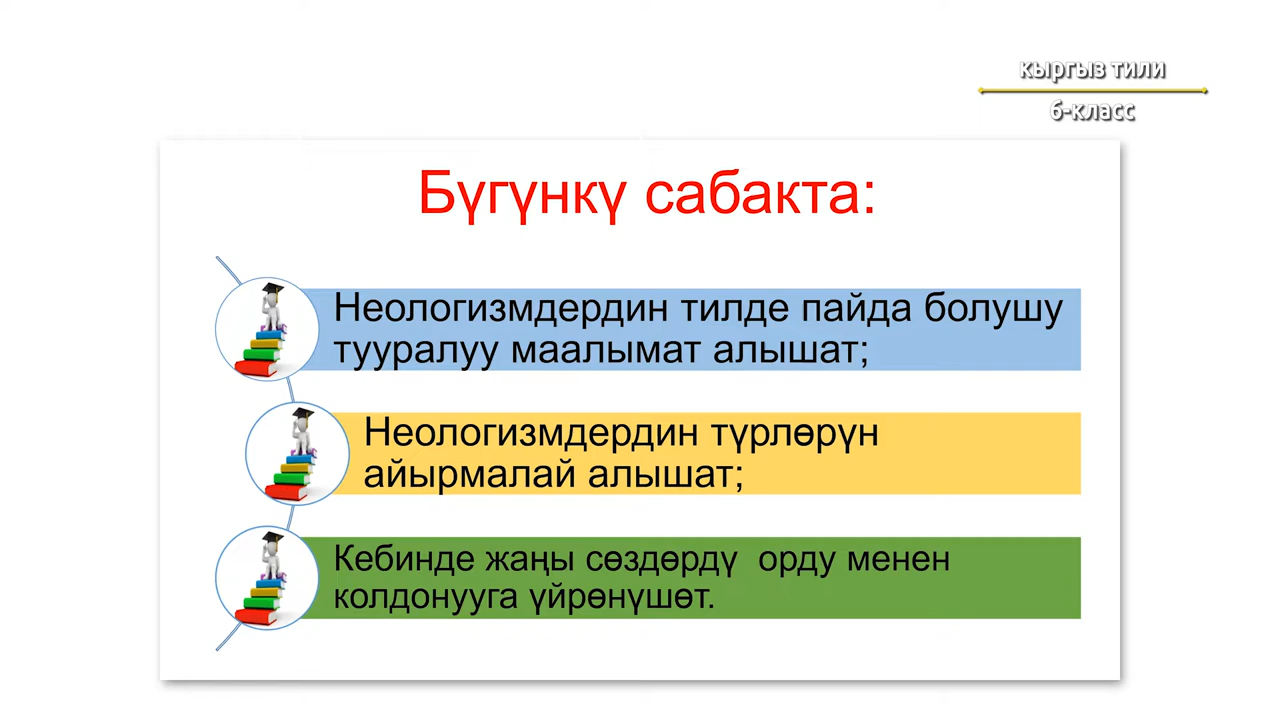 кыргыз тили
6-класс
Бүгүнкү сабакта:
Неологизмдердин тилде пайда болушу
тууралуу маалымат алышат;
Неологизмдердин түрлөрүн
айырмалай алышат;
Кебинде жаңы сөздөрдү орду менен
колдонууга үйрөнүшөт.